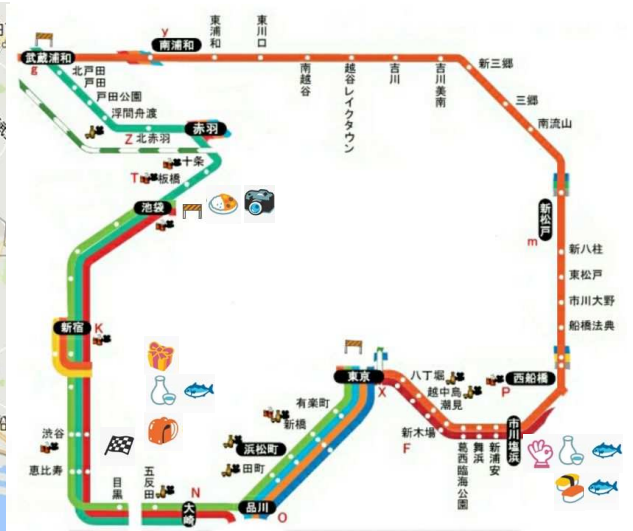 東浦和
東川口
y
南浦和
武蔵浦和
g
北戸田
戸田
戸田公園
浮間舟渡
Z 北赤羽
赤羽
十条
T 板橋
池袋
南越谷
越谷レイクタウン
吉川
吉川美南
新三郷
三郷
南流山
新松戸
m
新八柱
東松戸
市川大野
船橋法典
西船橋
P
新宿
K
渋谷
恵比寿
目黒
五反田
大崎
N
品川
O
田町
浜松町
新橋
有楽町
東京
X
八丁堀
越中島
潮見
新木場
F
葛西臨海公園
舞浜
新浦安
市川塩浜